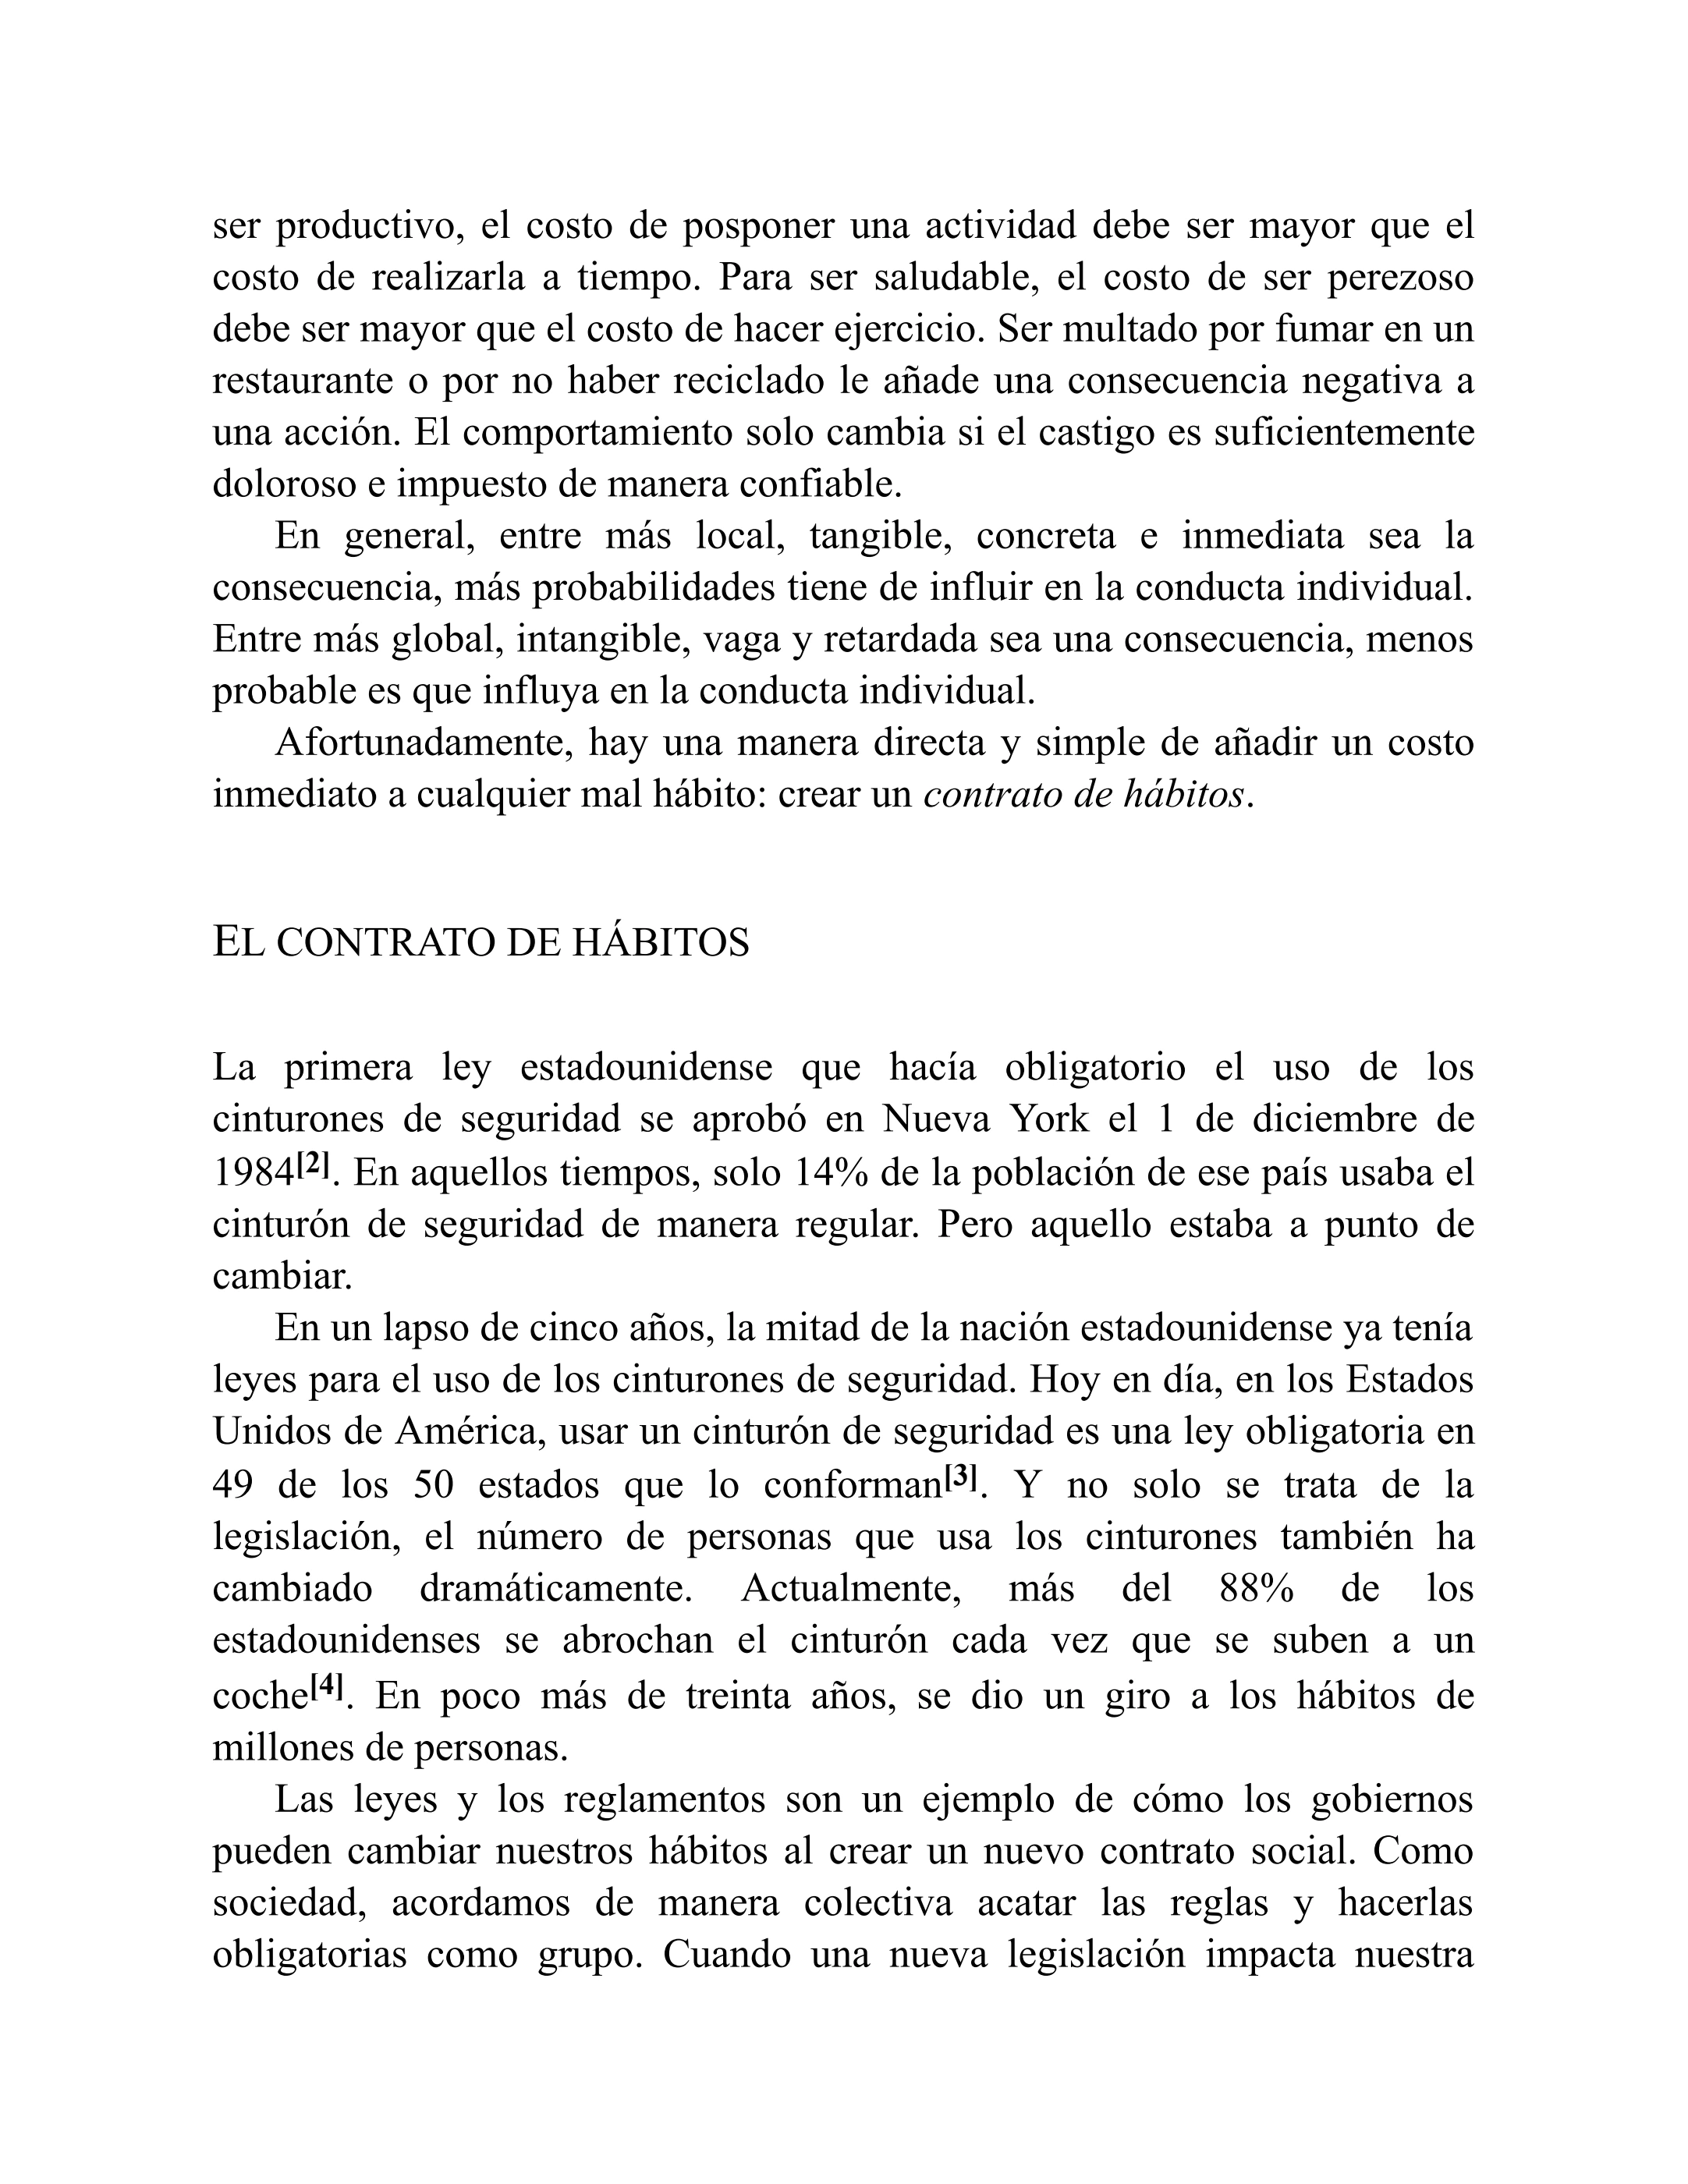 ser productivo, el costo de posponer una actividad debe ser mayor que el
costo de realizarla a tiempo. Para ser saludable, el costo de ser perezoso
debe ser mayor que el costo de hacer ejercicio. Ser multado por fumar en un
restaurante o por no haber reciclado le añade una consecuencia negativa a
una acción. El comportamiento solo cambia si el castigo es suficientemente
doloroso e impuesto de manera confiable.
En general, entre más local, tangible, concreta e inmediata sea la
consecuencia, más probabilidades tiene de influir en la conducta individual.
Entre más global, intangible, vaga y retardada sea una consecuencia, menos
probable es que influya en la conducta individual.
Afortunadamente, hay una manera directa y simple de añadir un costo
inmediato a cualquier mal hábito: crear un contrato de hábitos.
EL CONTRATO DE HÁBITOS
La primera ley estadounidense que hacía obligatorio el uso de los
cinturones de seguridad se aprobó en Nueva York el 1 de diciembre de
1984[2]. En aquellos tiempos, solo 14% de la población de ese país usaba el
cinturón de seguridad de manera regular. Pero aquello estaba a punto de
cambiar.
En un lapso de cinco años, la mitad de la nación estadounidense ya tenía
leyes para el uso de los cinturones de seguridad. Hoy en día, en los Estados
Unidos de América, usar un cinturón de seguridad es una ley obligatoria en
49 de los 50 estados que lo conforman[3]. Y no solo se trata de la
legislación, el número de personas que usa los cinturones también ha
cambiado dramáticamente. Actualmente, más del 88% de los
estadounidenses se abrochan el cinturón cada vez que se suben a un
coche[4]. En poco más de treinta años, se dio un giro a los hábitos de
millones de personas.
Las leyes y los reglamentos son un ejemplo de cómo los gobiernos
pueden cambiar nuestros hábitos al crear un nuevo contrato social. Como
sociedad, acordamos de manera colectiva acatar las reglas y hacerlas
obligatorias como grupo. Cuando una nueva legislación impacta nuestra